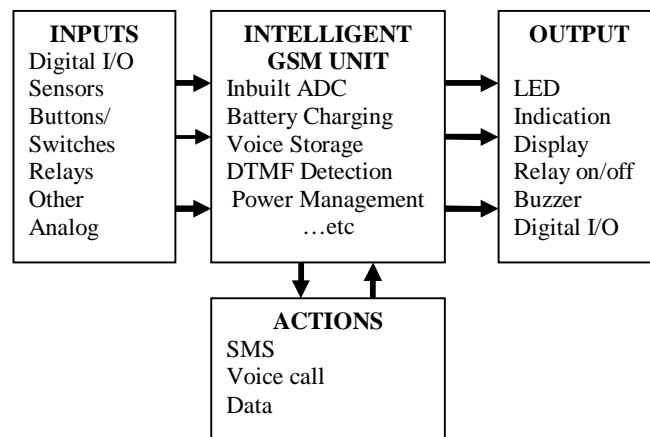 INPUTS
Digital I/O
Sensors
Buttons/
Switches
Relays
Other
Analog
INTELLIGENT
GSM UNIT
Inbuilt ADC
Battery Charging
Voice Storage
DTMF Detection
Power Management
…etc
OUTPUT
LED
Indication
Display
Relay on/off
Buzzer
Digital I/O
ACTIONS
SMS
Voice call
Data